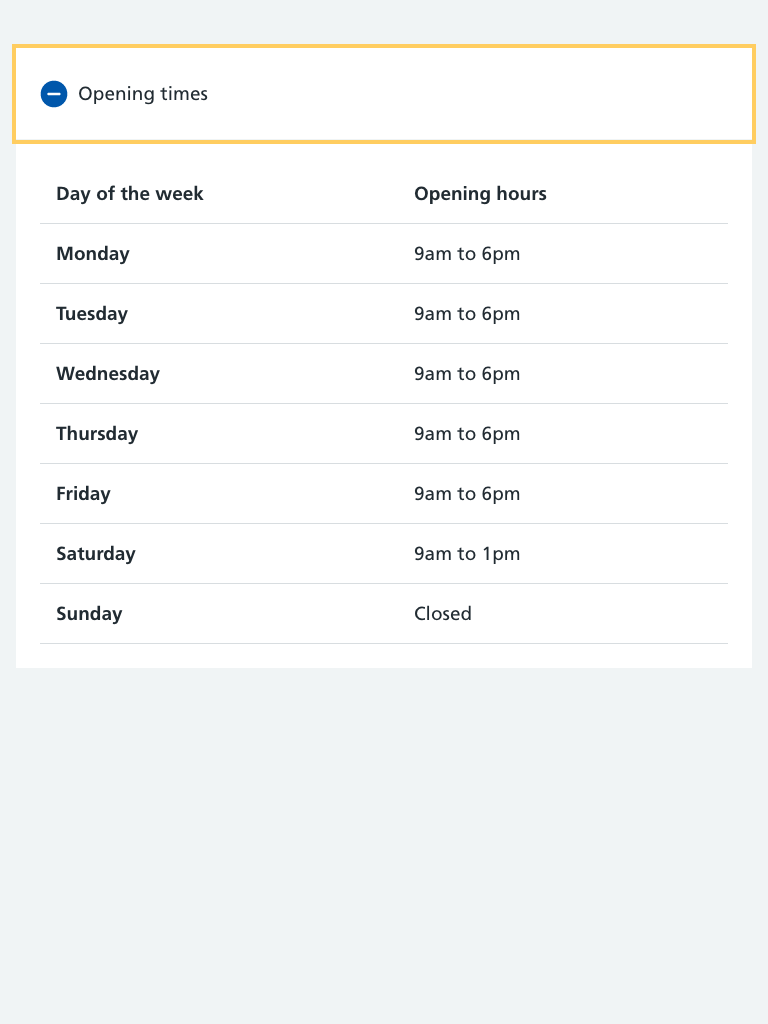 Opening times
Day of the week Opening hours
Monday 9am to 6pm
Tuesday 9am to 6pm
Wednesday 9am to 6pm
Thursday 9am to 6pm
Friday 9am to 6pm
Saturday 9am to 1pm
Sunday Closed